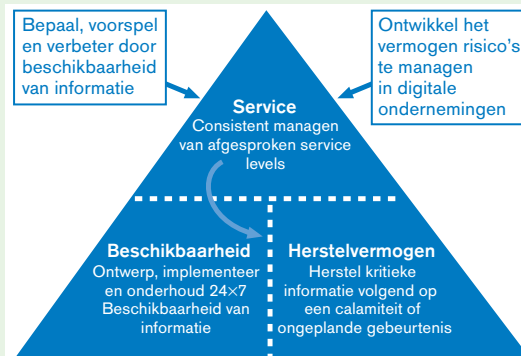 Bepaal, voorspel
en verbeter door
beschikbaarheid
van informatie
Ontwikkel het
vermogen risico's
te managen
in digitale
ondernemingen
Service
Consistent managen
van afgesproken service
levels
Beschikbaarheid
Ontwerp, implementeer
en onderhoud 24×7
Beschikbaarheid van
informatie
Herstelvermogen
Herstel kritieke
informatie volgend op
een calamiteit of
ongeplande gebeurtenis